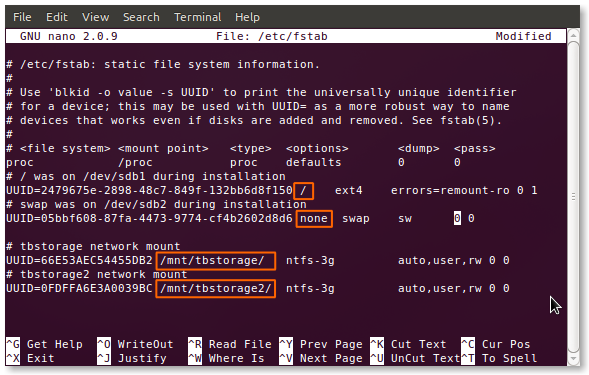 File Edit View Search Terminal Help
GNU nano 2.0.9 File: /etc/fstab Modified
# /etc/fstab: static file system information.
#
# Use 'blkid -o value -s UUID' to print the universally unique identifier
# for a device; this may be used with UUID= as a more robust way to name
# devices that works even if disks are added and removed. See fstab(5).
#
# <file system> <mount point> <type> <options> <dump> <pass>
proc /proc proc defaults 0 0
# / was on /dev/sdb1 during installation
UUID=2479675e-2898-48c7-849f-132bb6d8f150 / ext4 errors=remount-ro 0 1
# swap was on /dev/sdb2 during installation
UUID=05bbf608-87fa-4473-9774-cf4b2602d8d6 none swap sw 0 0
# tbstorage network mount
UUID=66E53AEC54455DB2 /mnt/tbstorage/ ntfs-3g auto,user,rw 0 0
# tbstorage2 network mount
UUID=0FDFFA6E3A0039BC /mnt/tbstorage2/ ntfs-3g auto,user,rw 0 0
^G Get Help ^O WriteOut ^R Read File ^Y Prev Page ^K Cut Text ^C Cur Pos
^X Exit ^J Justify ^W Where Is ^V Next Page ^U UnCut Text ^T To Spell